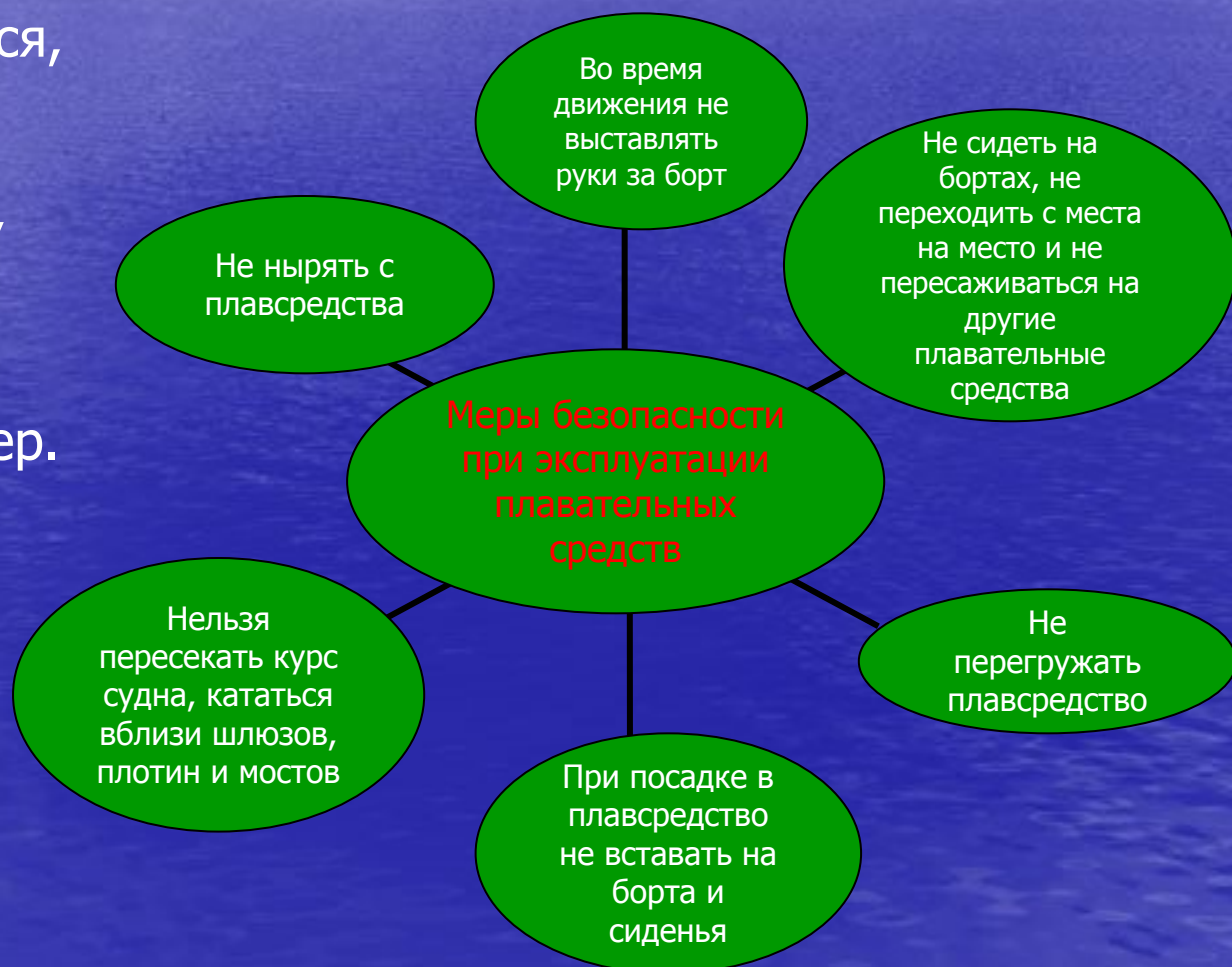 ся,
,
ер.
Во время
движения не
выставлять
руки за борт
Не сидеть на
бортах, не
переходить с места
на место и не
пересаживаться на
другие
плавательные
средства
Не нырять с
плавсредства
Меры безопасности
при эксплуатации
плавательных
средств
Нельзя
пересекать курс
судна, кататься
вблизи шлюзов,
плотин и мостов
Не
перегружать
плавсредство
При посадке в
плавсредство
не вставать на
борта и
сиденья